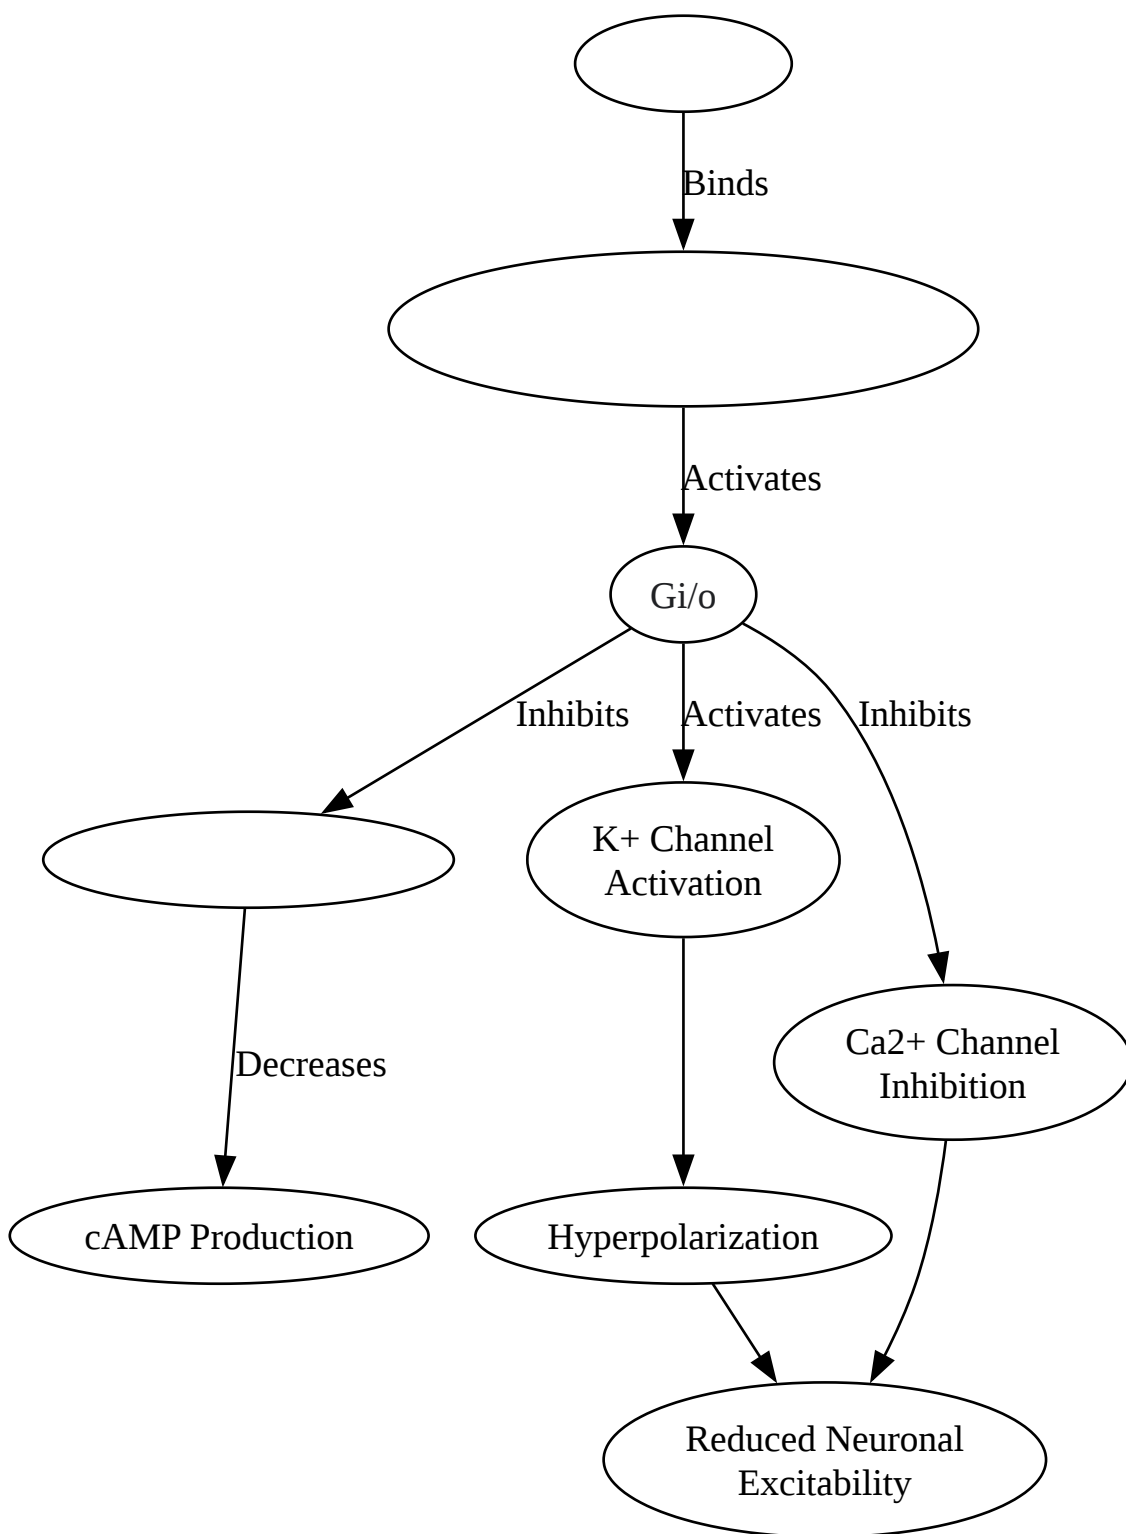 Binds
Activates
Gi/o
Inhibits
Activates
Inhibits
K+ Channel
Activation
Ca2+ Channel
Inhibition
Decreases
cAMP Production
Hyperpolarization
Reduced Neuronal
Excitability